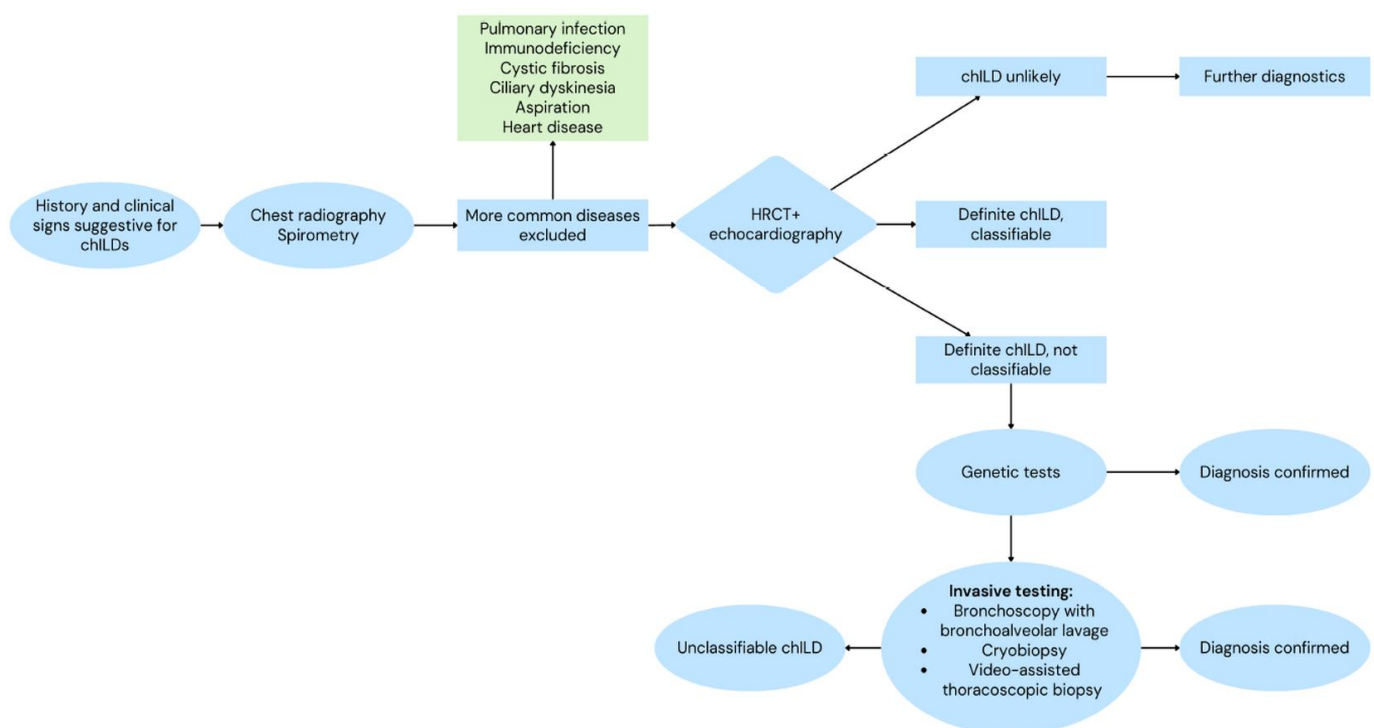 Pulmonary infection
Immunodeficiency
Cystic fibrosis
Ciliary dyskinesia
Aspiration
Heart disease
chILD unlikely
Further diagnostics
History and clinical
signs suggestive for
chILDs
Chest radiography
Spirometry
More common diseases
excluded
HRCT+
echocardiography
Definite chILD,
classifiable
Definite chILD, not
classifiable
Genetic tests
Diagnosis confirmed
Invasive testing:
• Bronchoscopy with
bronchoalveolar lavage
• Cryobiopsy
• Video-assisted
thoracoscopic biopsy
Unclassifiable chILD
Diagnosis confirmed